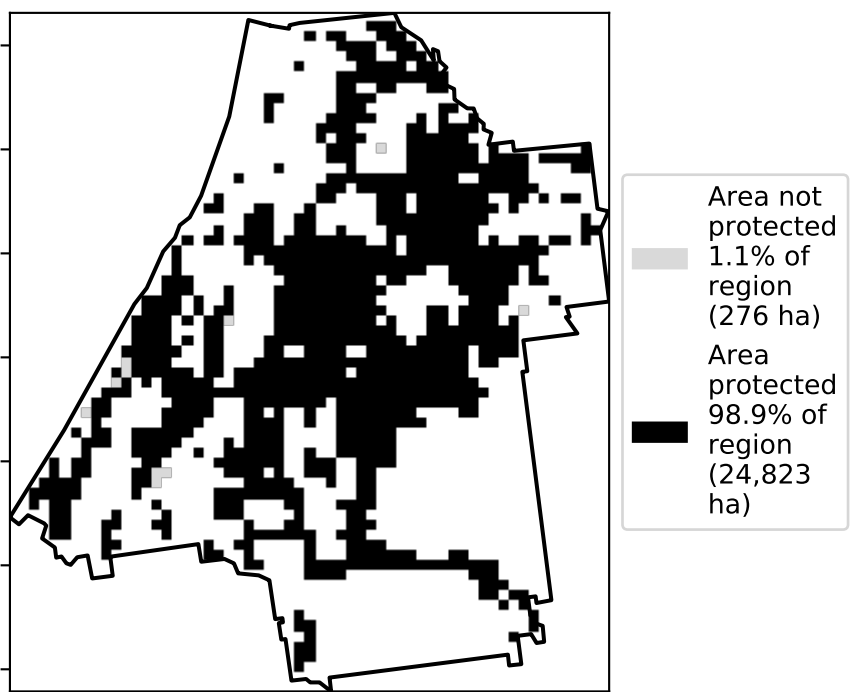 Area not
protected
1.1% of
region
(276 ha)
Area
protected
98.9% of
region
(24,823
ha)